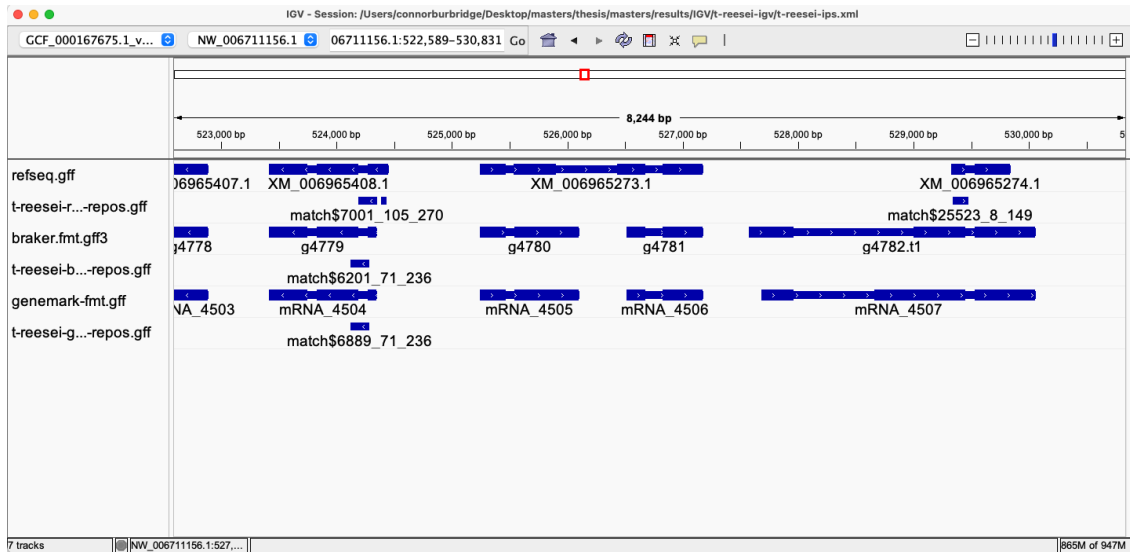 IGV - Session: /Users/connorburbridge/Desktop/masters/thesis/masters/results/IGV/t-reesei-igv/t-reesei-ips.xml
GCF_000167675.1_v... NW_006711156.1 06711156.1:522,589-530,831 Go
8,244 bp
523,000 bp 524,000 bp 525,000 bp 526,000 bp 527,000 bp 528,000 bp 529,000 bp 530,000 bp 5
refseq.gff
06965407.1 XM_006965408.1 XM_006965273.1 XM_006965274.1
t-reesei-r...-repos.gff
match$7001_105_270 match$25523_8_149
braker.fmt.gff3
g4778 g4779 g4780 g4781 g4782.t1
t-reesei-b...-repos.gff
match$6201_71_236
genemark-fmt.gff
NA_4503 mRNA_4504 mRNA_4505 mRNA_4506 mRNA_4507
t-reesei-g...-repos.gff
match$6889_71_236
7 tracks NW_006711156.1:527,... 865M of 947M